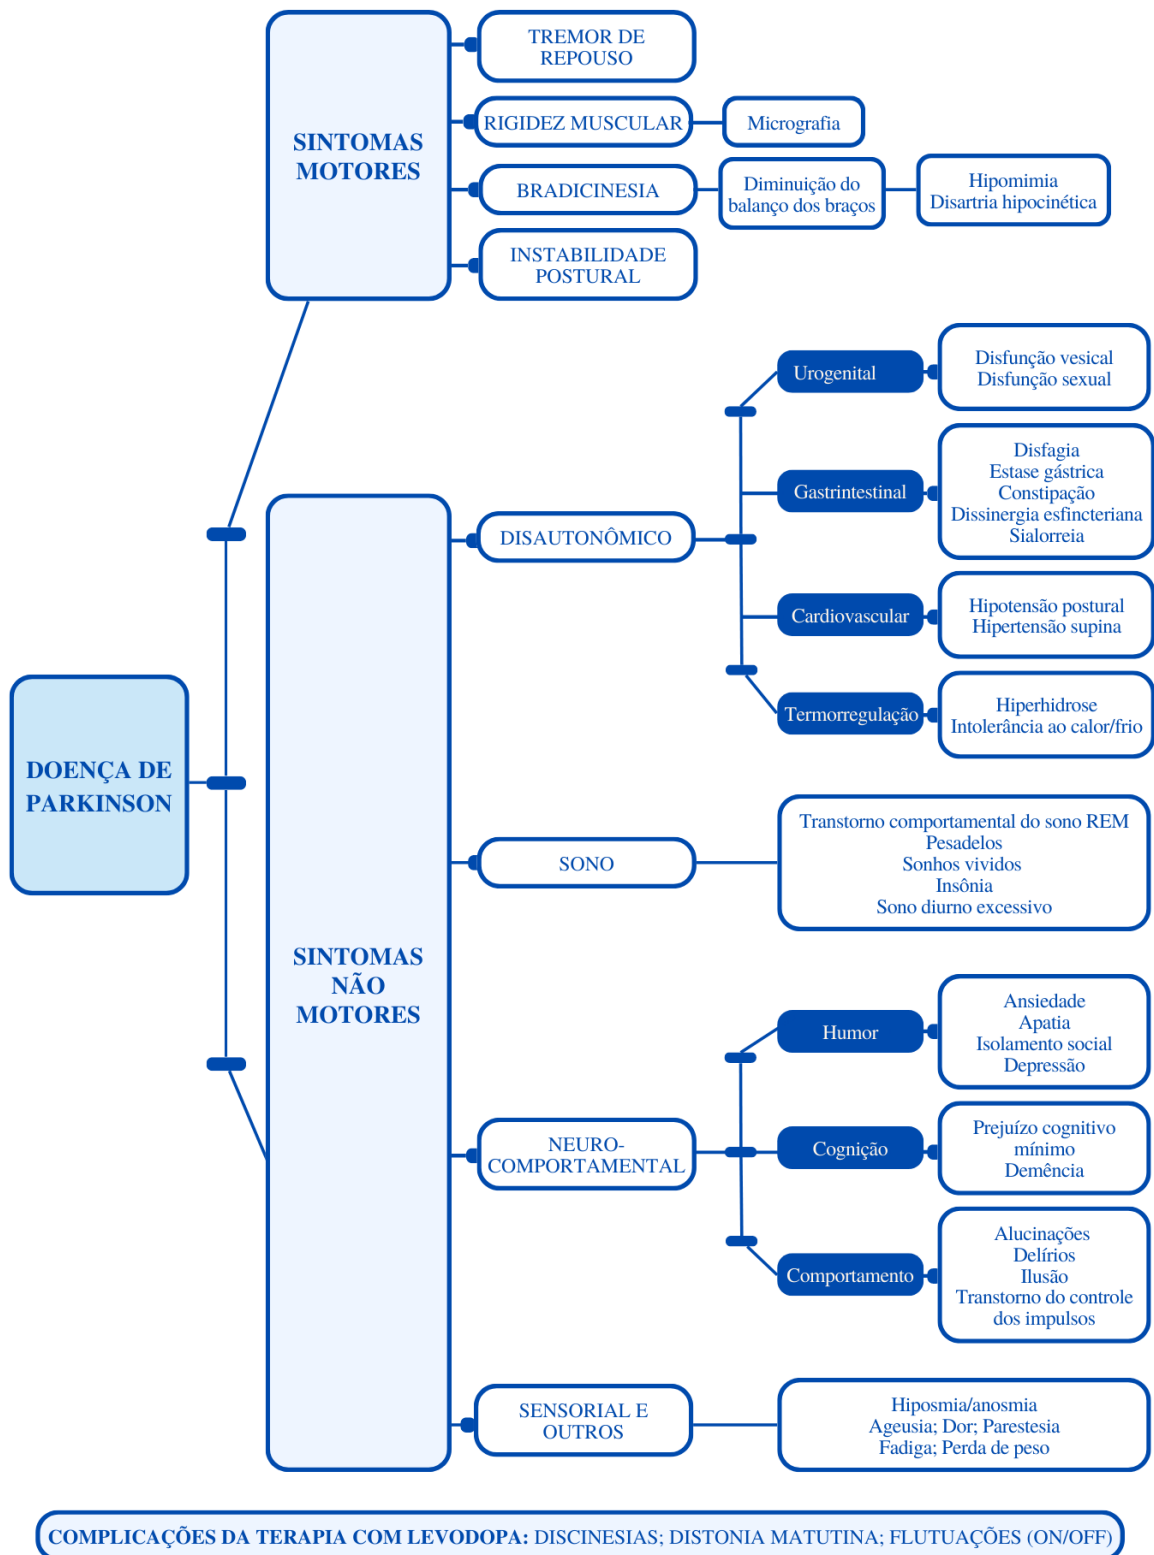 TREMOR DE
REPOUSO
SINTOMAS
MOTORES
RIGIDEZ MUSCULAR
Micrografia
BRADICINESIA
Diminuição do
balanço dos braços
Hipomimia
Disartria hipocinética
INSTABILIDADE
POSTURAL
DOENÇA DE
PARKINSON
SINTOMAS
NÃO
MOTORES
DISAUTONÔMICO
Urogenital
Disfunção vesical
Disfunção sexual
Gastrintestinal
Disfagia
Estase gástrica
Constipação
Dissinergia esfincteriana
Sialorreia
Cardiovascular
Hipotensão postural
Hipertensão supina
Termorregulação
Hiperhidrose
Intolerância ao calor/frio
SONO
Transtorno comportamental do sono REM
Pesadelos
Sonhos vividos
Insônia
Sono diurno excessivo
NEURO-
COMPORTAMENTAL
Humor
Ansiedade
Apatia
Isolamento social
Depressão
Cognição
Prejuízo cognitivo
mínimo
Demência
Comportamento
Alucinações
Delírios
Ilusão
Transtorno do controle
dos impulsos
SENSORIAL E
OUTROS
Hiposmia/anosmia
Ageusia; Dor; Parestesia
Fadiga; Perda de peso
COMPLICAÇÕES DA TERAPIA COM LEVODOPA: DISCINESIAS; DISTONIA MATUTINA; FLUTUAÇÕES (ON/OFF)